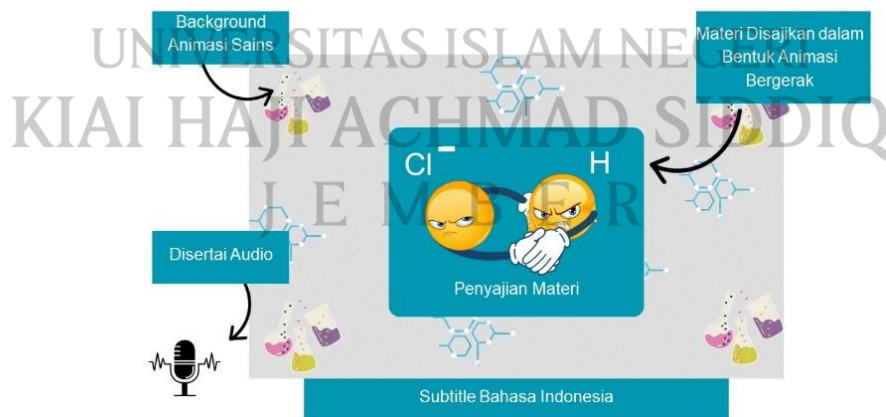 Background
Animasi Sains
Materi Disajikan dalam
Bentuk Animasi
Bergerak
UNIVERSITAS ISLAM NEGERI
KIAI HAJI ACHMAD SIDDIQ
JEMBER
Cl⁻
H
Penyajian Materi
Disertai Audio
Subtitle Bahasa Indonesia